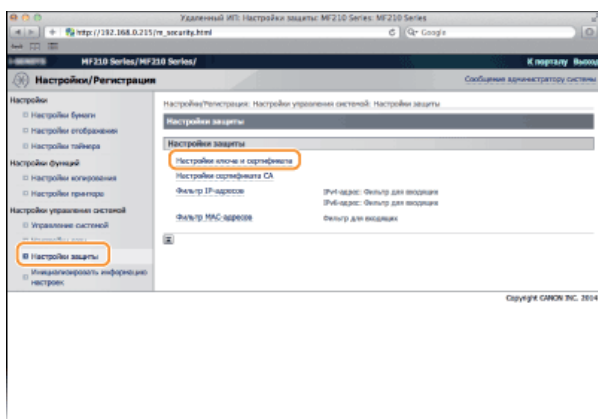 Удаленный ИП: Настройки защиты: MF210 Series: MF210 Series
http://192.168.0.215/m_security.html
Google
MF210 Series/MF210 Series/
К порталу Выход
Настройки/Регистрация
Сообщение администратору системы
Настройки
Настройки бумаги
Настройки отображения
Настройки таймера
Настройки функций
Настройки копирования
Настройки принтера
Настройки управления системой
Управление системой
Настройки защиты
Инициализировать информацию
настроек
Настройки/Регистрация: Настройки управления системой: Настройки защиты
Настройки защиты
Настройки защиты
Настройки ключа и сертификата
Настройки сертификата CA
Фильтр IP-адресов
IPv4-адрес: Фильтр для входящих
IPv6-адрес: Фильтр для входящих
Фильтр MAC-адресов
Фильтр для входящих
Copyright CANON INC. 2014